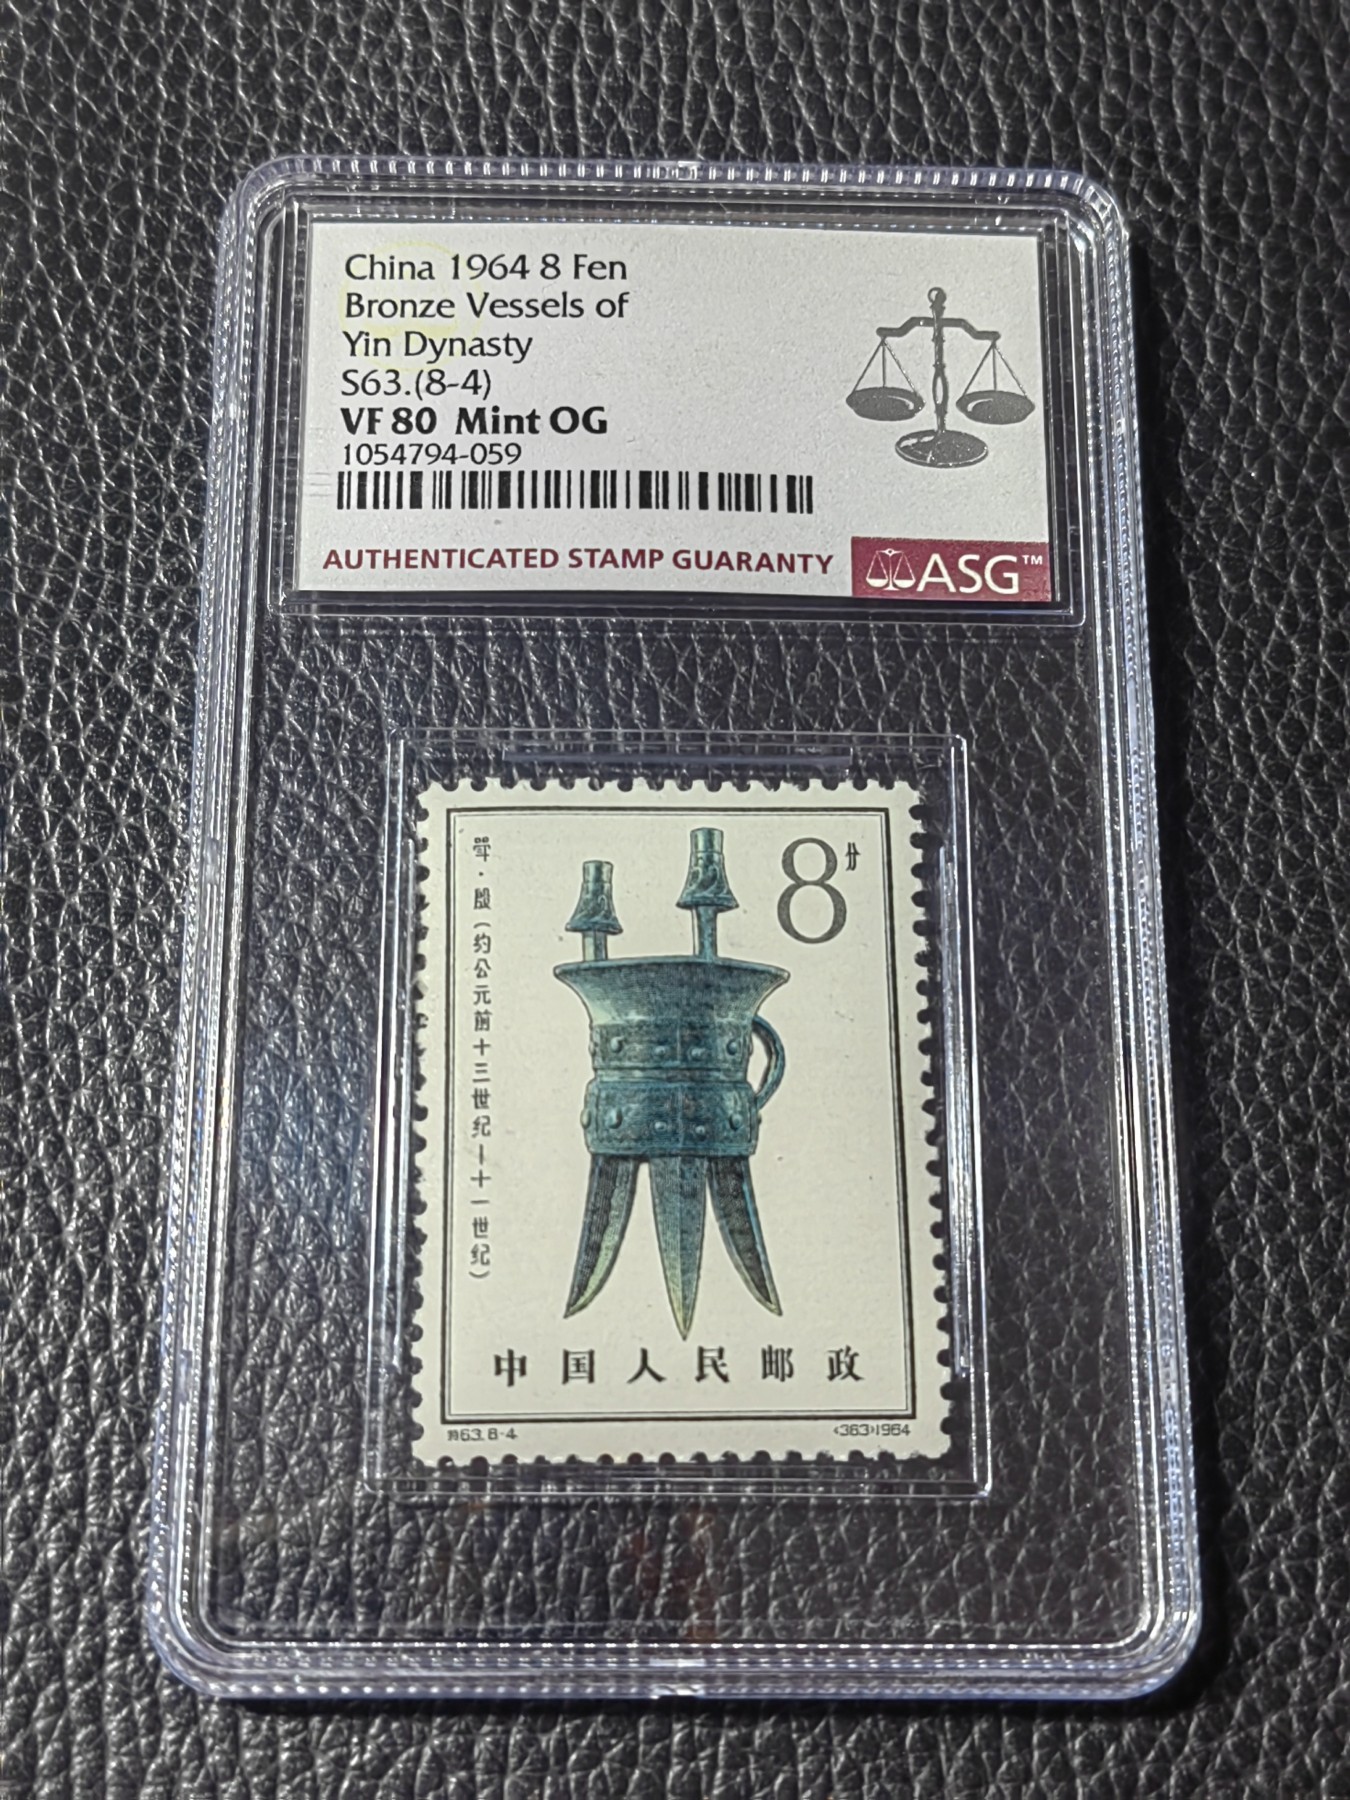 China 1964 8 Fen
Bronze Vessels of
Yin Dynasty
S63.(8-4)
VF 80 Mint OG
1054794-059
AUTHENTICATED STAMP GUARANTY
ASG™
8分
斝·殷(约公元前十三世纪—十一世纪)
中国人民邮政
特63.8-4
<363>1964